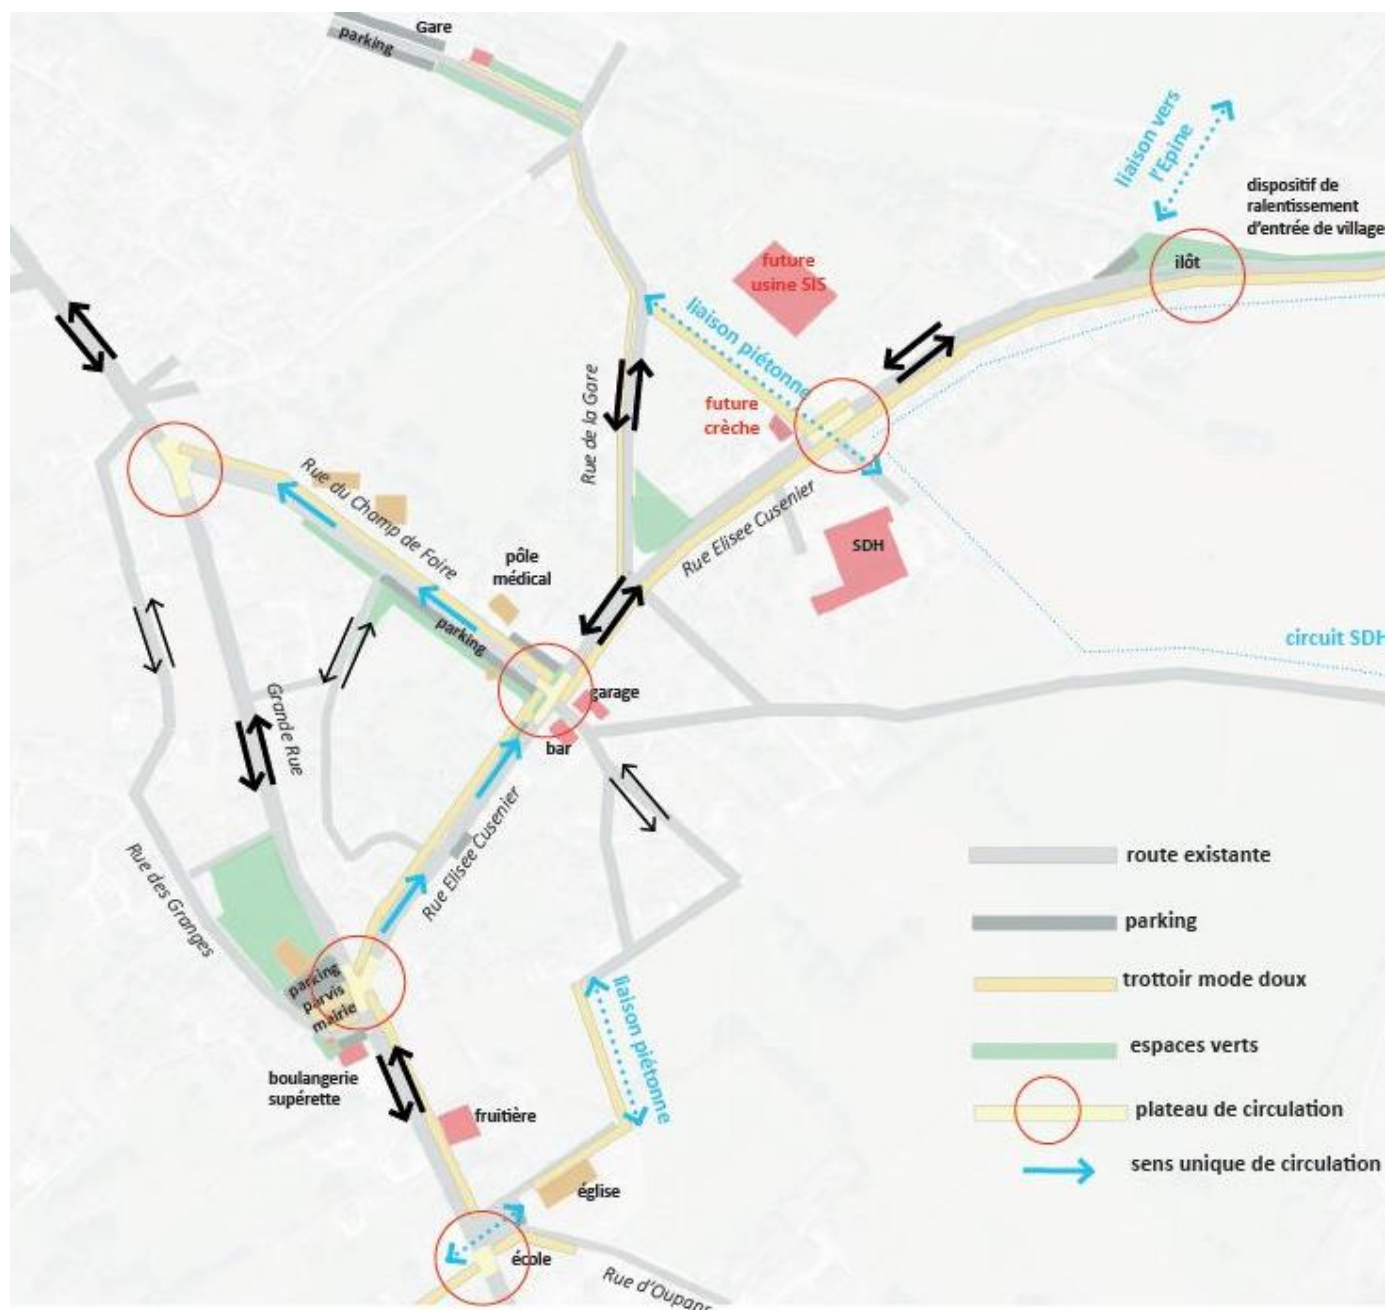 Gare
parking
liaison vers
l'Epine
dispositif de
ralentissement
d'entrée de village
ilôt
future
usine SIS
liaison piétonne
future
crèche
Rue de la Gare
Rue du Champ de Foire
Rue Elisee Cusenier
SDH
pôle
médical
parking
circuit SDH
garage
bar
Grande Rue
Rue Elisee Cusenier
Rue des Granges
route existante
parking
trottoir mode doux
espaces verts
plateau de circulation
sens unique de circulation
parking
parvis
mairie
liaison piétonne
boulangerie
supérette
fruitière
église
école
Rue d'Oupans